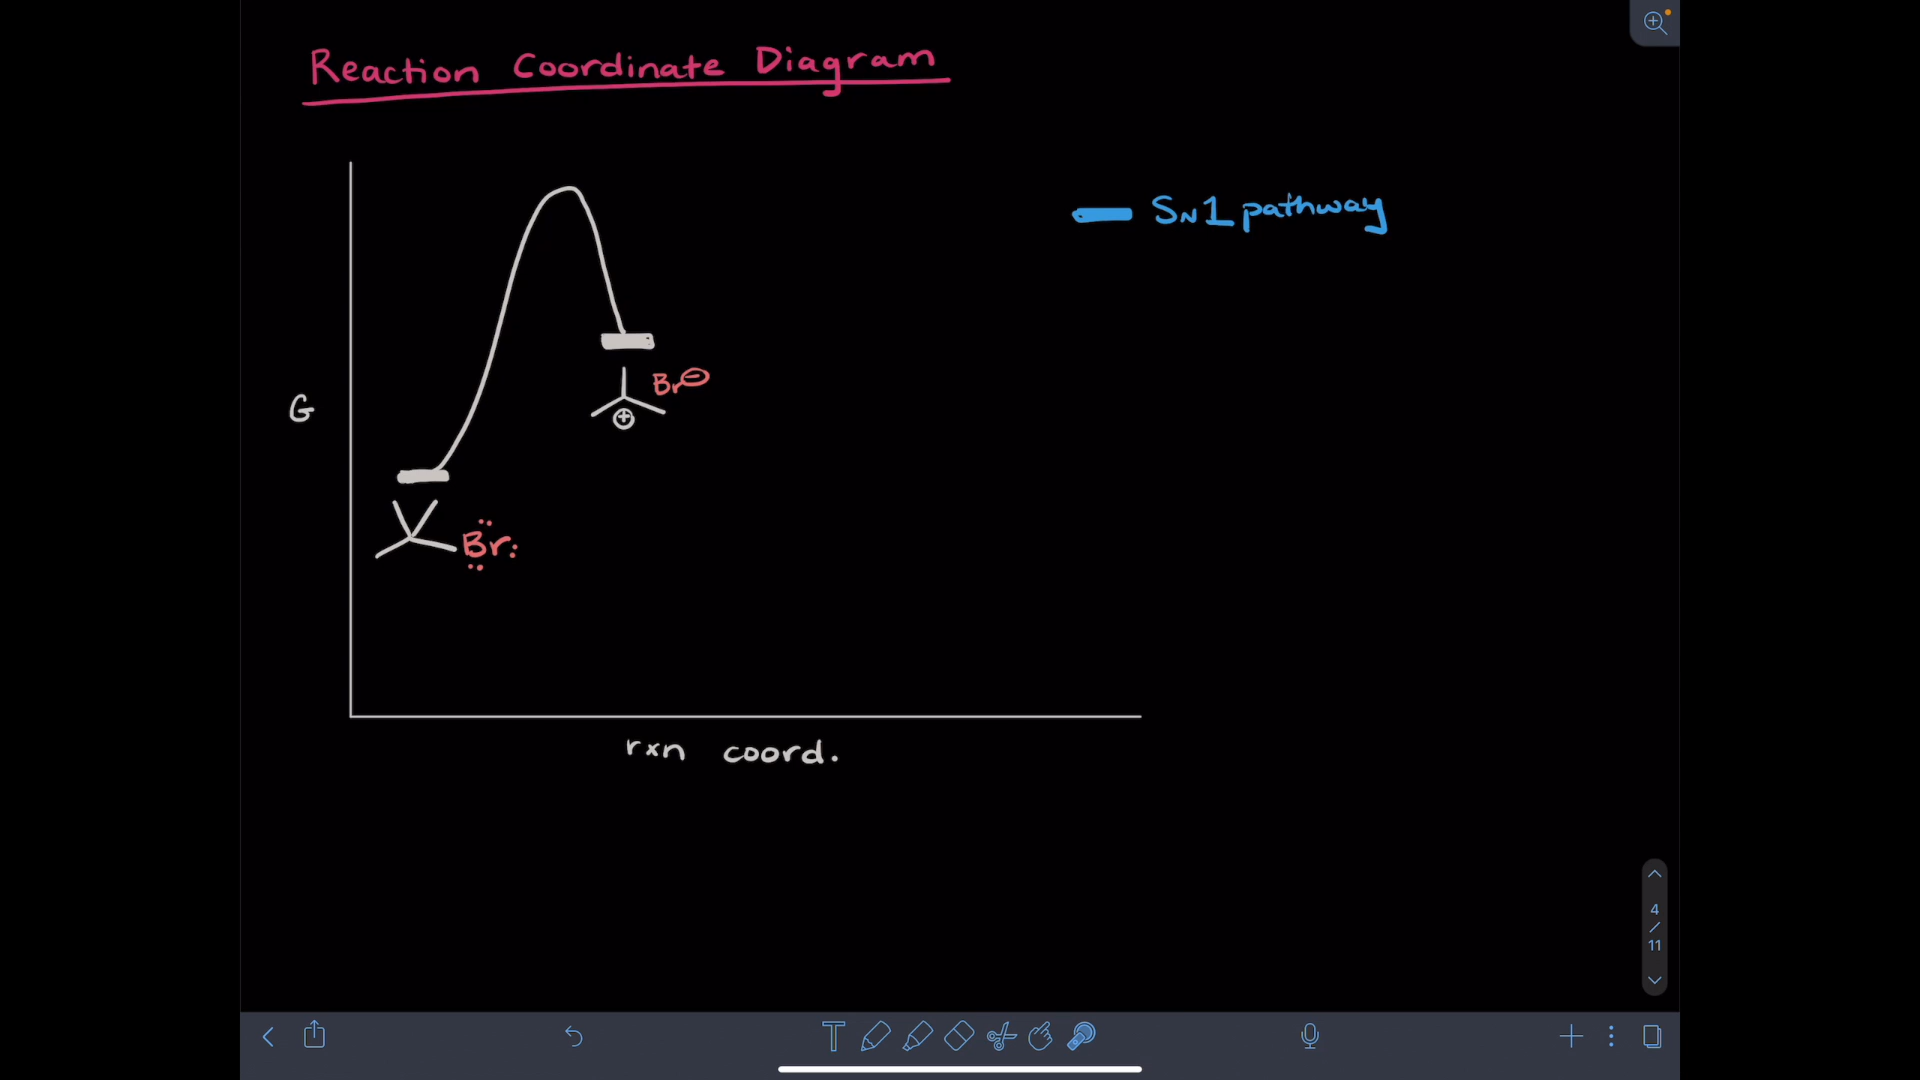 Reaction Coordinate Diagram
SN1 pathway
Br⊖
⊕
G
Br
rxn coord.
4
/
11
T